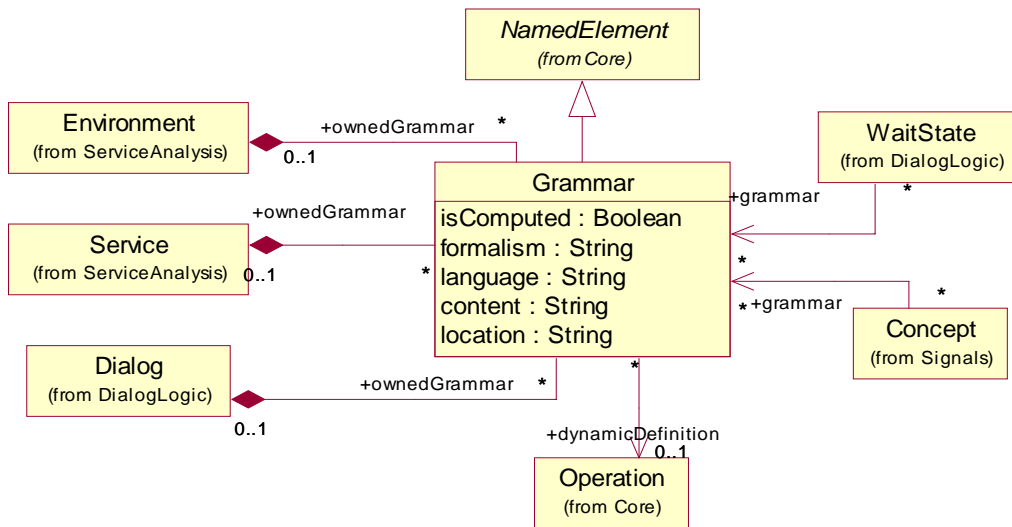 NamedElement
(from Core)
Environment
(from ServiceAnalysis)
0..1
+ownedGrammar
*
WaitState
(from DialogLogic)
*
+grammar
*
Grammar
isComputed : Boolean
formalism : String
language : String
content : String
location : String
Service
(from ServiceAnalysis)
0..1
+ownedGrammar
*
*
+grammar
*
Concept
(from Signals)
Dialog
(from DialogLogic)
0..1
+ownedGrammar
*
*
+dynamicDefinition
0..1
Operation
(from Core)